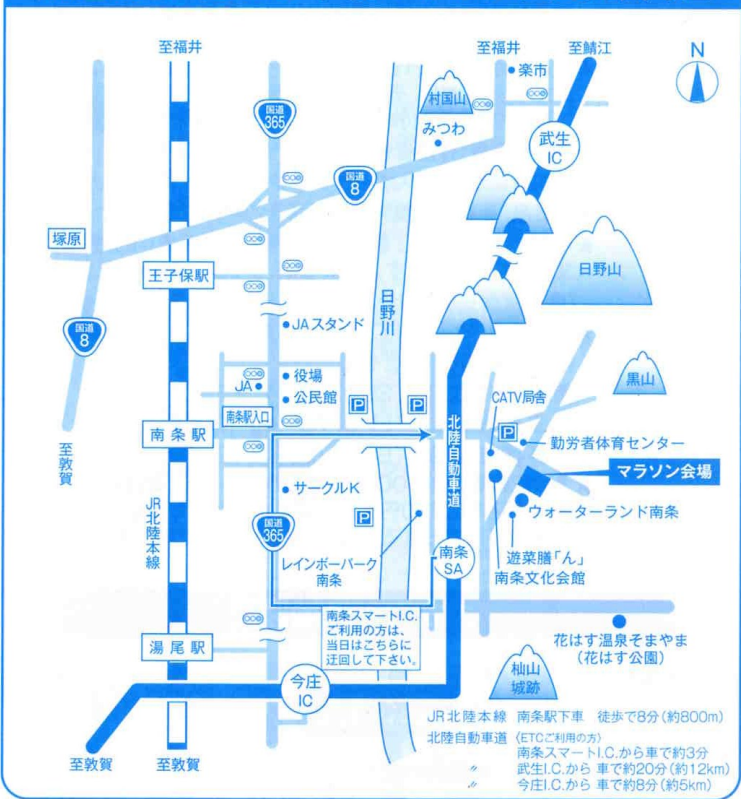 至福井
至福井
至鯖江
N
国道
365
村国山
楽市
みつわ
武生
IC
国道
8
塚原
王子保駅
日野川
日野山
国道
8
JAスタンド
黒山
JA
役場
公民館
CATV局舎
P
P
P
南条駅入口
南条駅
北陸自動車道
勤労者体育センター
至敦賀
マラソン会場
JR北陸本線
サークルK
P
ウォーターランド南条
国道
365
レインボーパーク
南条
南条
SA
遊菜膳「ん」
南条文化会館
南条スマートI.C.
ご利用の方は、
当日はこちらに
迂回して下さい。
湯尾駅
花はす温泉そまやま
(花はす公園)
杣山
城跡
今庄
IC
至敦賀
至敦賀
JR北陸本線 南条駅下車 徒歩で8分(約800m)
北陸自動車道 (ETCご利用の方)
南条スマートI.C.から車で約3分
〃 武生I.C.から 車で約20分(約12km)
〃 今庄I.C.から 車で約8分(約5km)